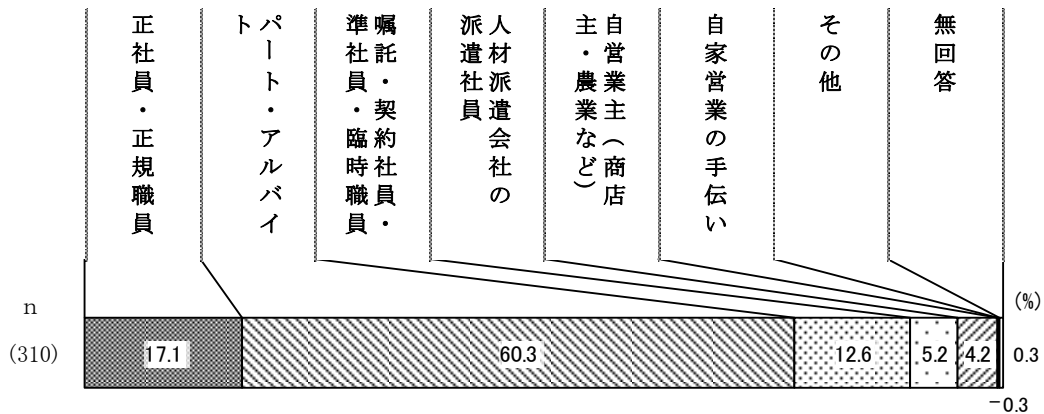 正社員・正規職員
パート・アルバイ
ト
嘱託・契約社員・
準社員・臨時職員
人材派遣会社の
派遣社員
自営業主（商店
主・農業など）
自家営業の手伝い
その他
無回答
n
(%)
(310)
17.1
60.3
12.6
5.2
4.2
0.3
0.3